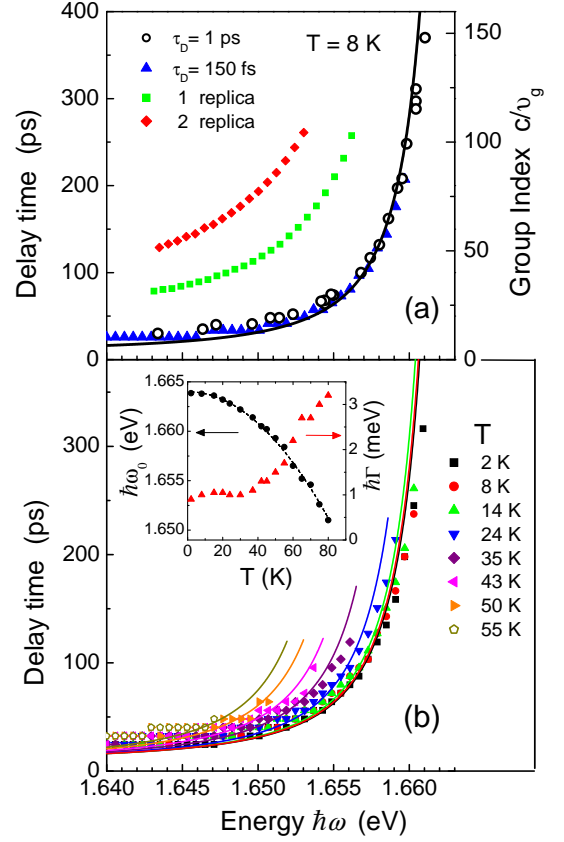 400
300
200
100
0
Delay time (ps)
τD= 1 ps
τD= 150 fs
1 replica
2 replica
T = 8 K
150
100
50
0
Group Index c/υg
(a)
300
200
100
0
Delay time (ps)
1.665
1.660
1.655
1.650
ħω0 (eV)
0 20 40 60 80
T (K)
3
2
1
0
ħΓ (meV)
T
2 K
8 K
14 K
24 K
35 K
43 K
50 K
55 K
(b)
1.640 1.645 1.650 1.655 1.660
Energy ħω (eV)